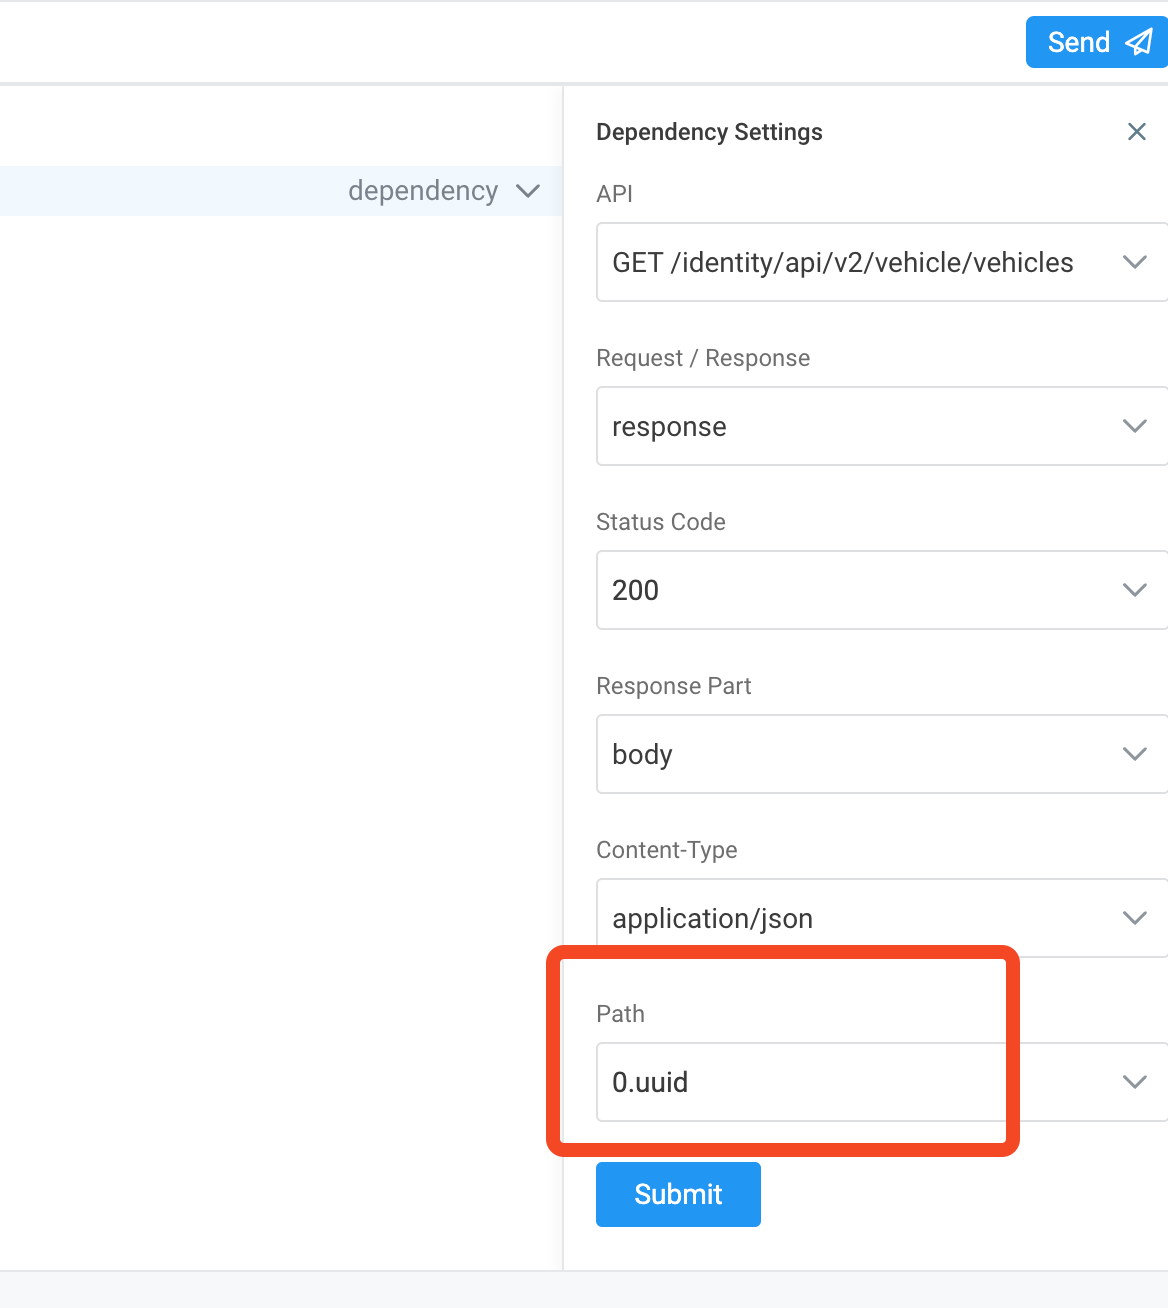 Send
dependency
Dependency Settings
API
GET /identity/api/v2/vehicle/vehicles
Request / Response
response
Status Code
200
Response Part
body
Content-Type
application/json
Path
0.uuid
Submit